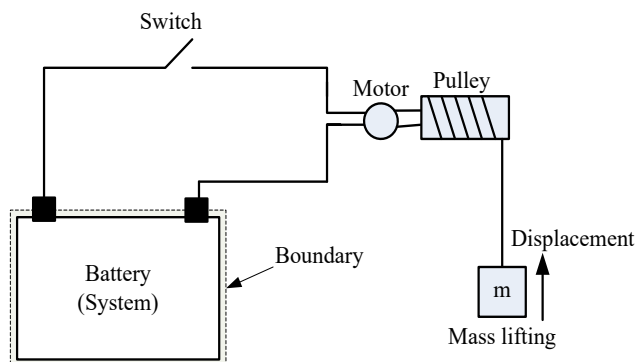 Switch
Motor
Pulley
Battery
(System)
Boundary
Displacement
m
Mass lifting